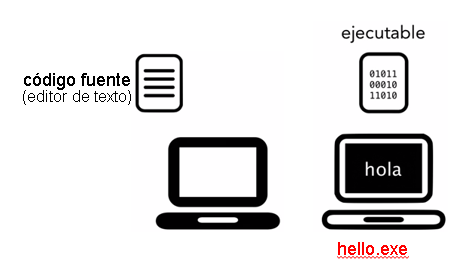 ejecutable
código fuente
(editor de texto)
01011
00010
11010
hola
hello.exe